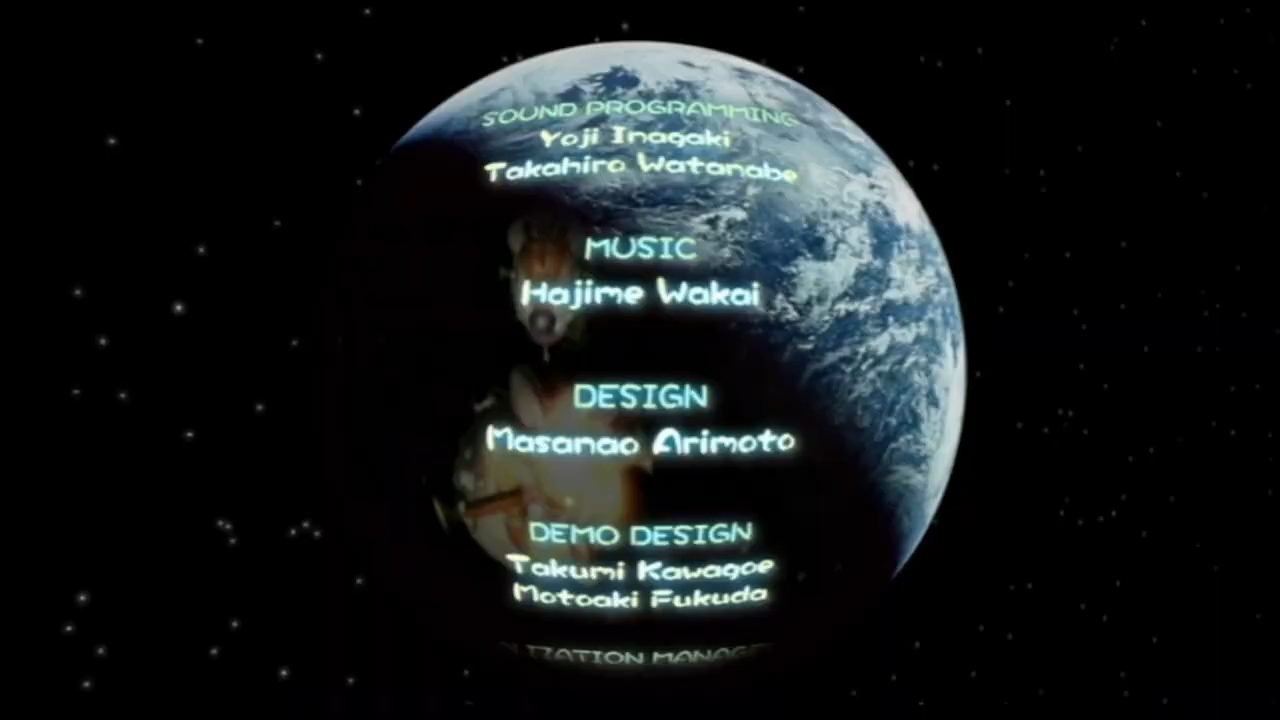 SOUND PROGRAMMING
Yoji Inagaki
Takahiro Watanabe
MUSIC
Hajime Wakai
DESIGN
Masanao Arimoto
DEMO DESIGN
Takumi Kawagoe
Motoaki Fukuda